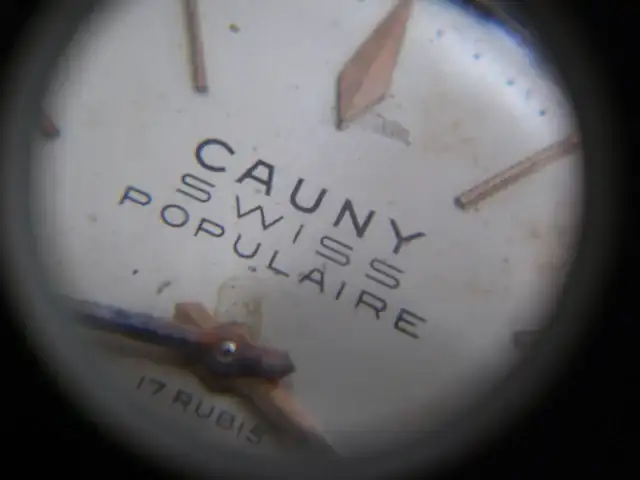 CAUNY
SWISS
POPULAIRE
17 RUBIS